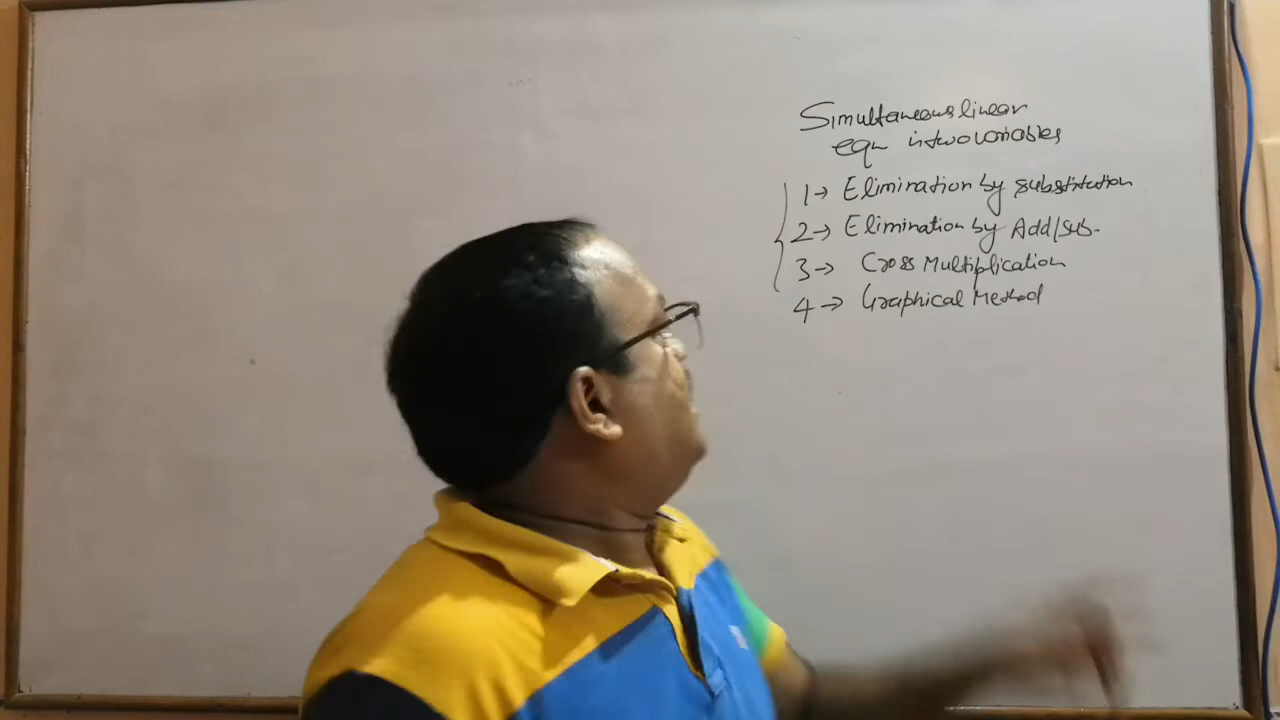 Simultaneous linear
eqn in two variables
1→ Elimination by substitution
2→ Elimination by Add/sub.
3→ Cross Multiplication
4→ Graphical Method